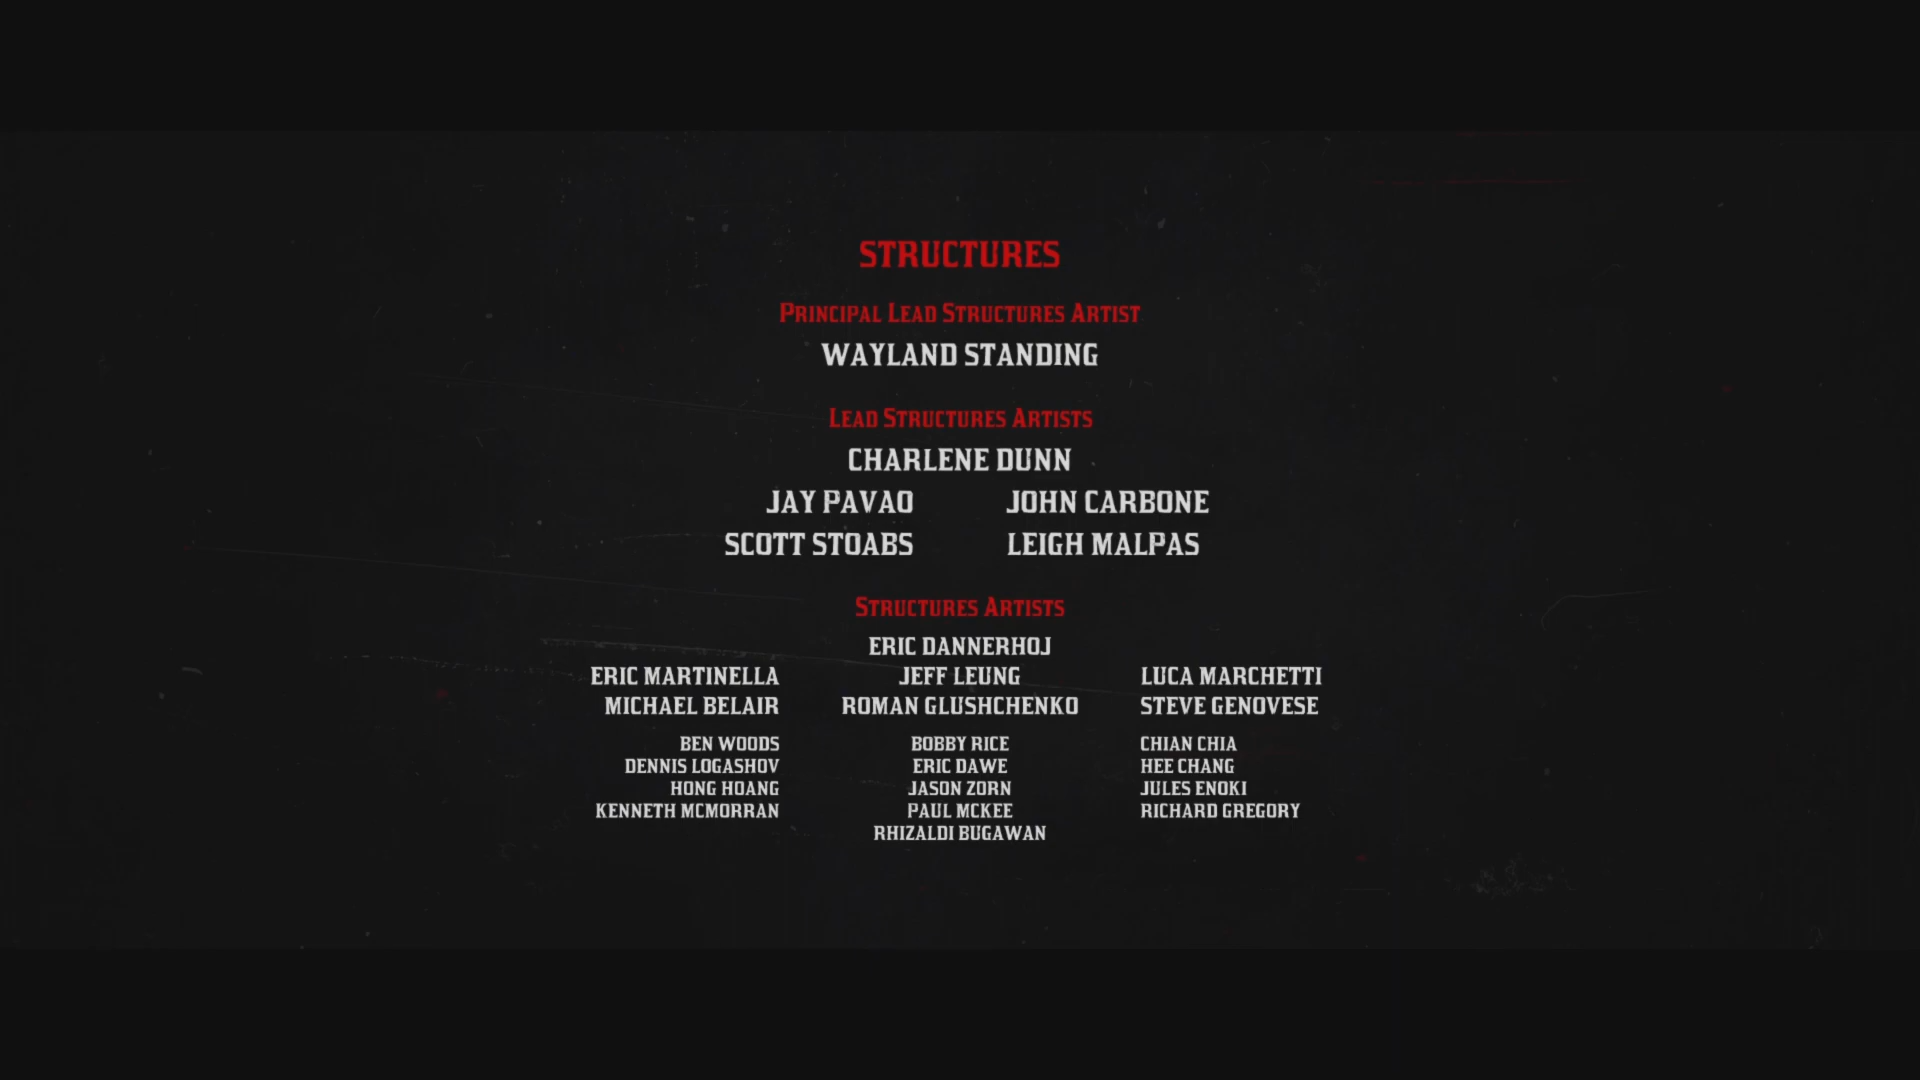 STRUCTURES
PRINCIPAL LEAD STRUCTURES ARTIST
WAYLAND STANDING
LEAD STRUCTURES ARTISTS
CHARLENE DUNN
JAY PAVAO JOHN CARBONE
SCOTT STOABS LEIGH MALPAS
STRUCTURES ARTISTS
ERIC DANNERHOJ
ERIC MARTINELLA JEFF LEUNG LUCA MARCHETTI
MICHAEL BELAIR ROMAN GLUSHCHENKO STEVE GENOVESE
BEN WOODS BOBBY RICE CHIAN CHIA
DENNIS LOGASHOV ERIC DAWE HEE CHANG
HONG HOANG JASON ZORN JULES ENOKI
KENNETH MCMORRAN PAUL MCKEE RICHARD GREGORY
RHIZALDI BUGAWAN